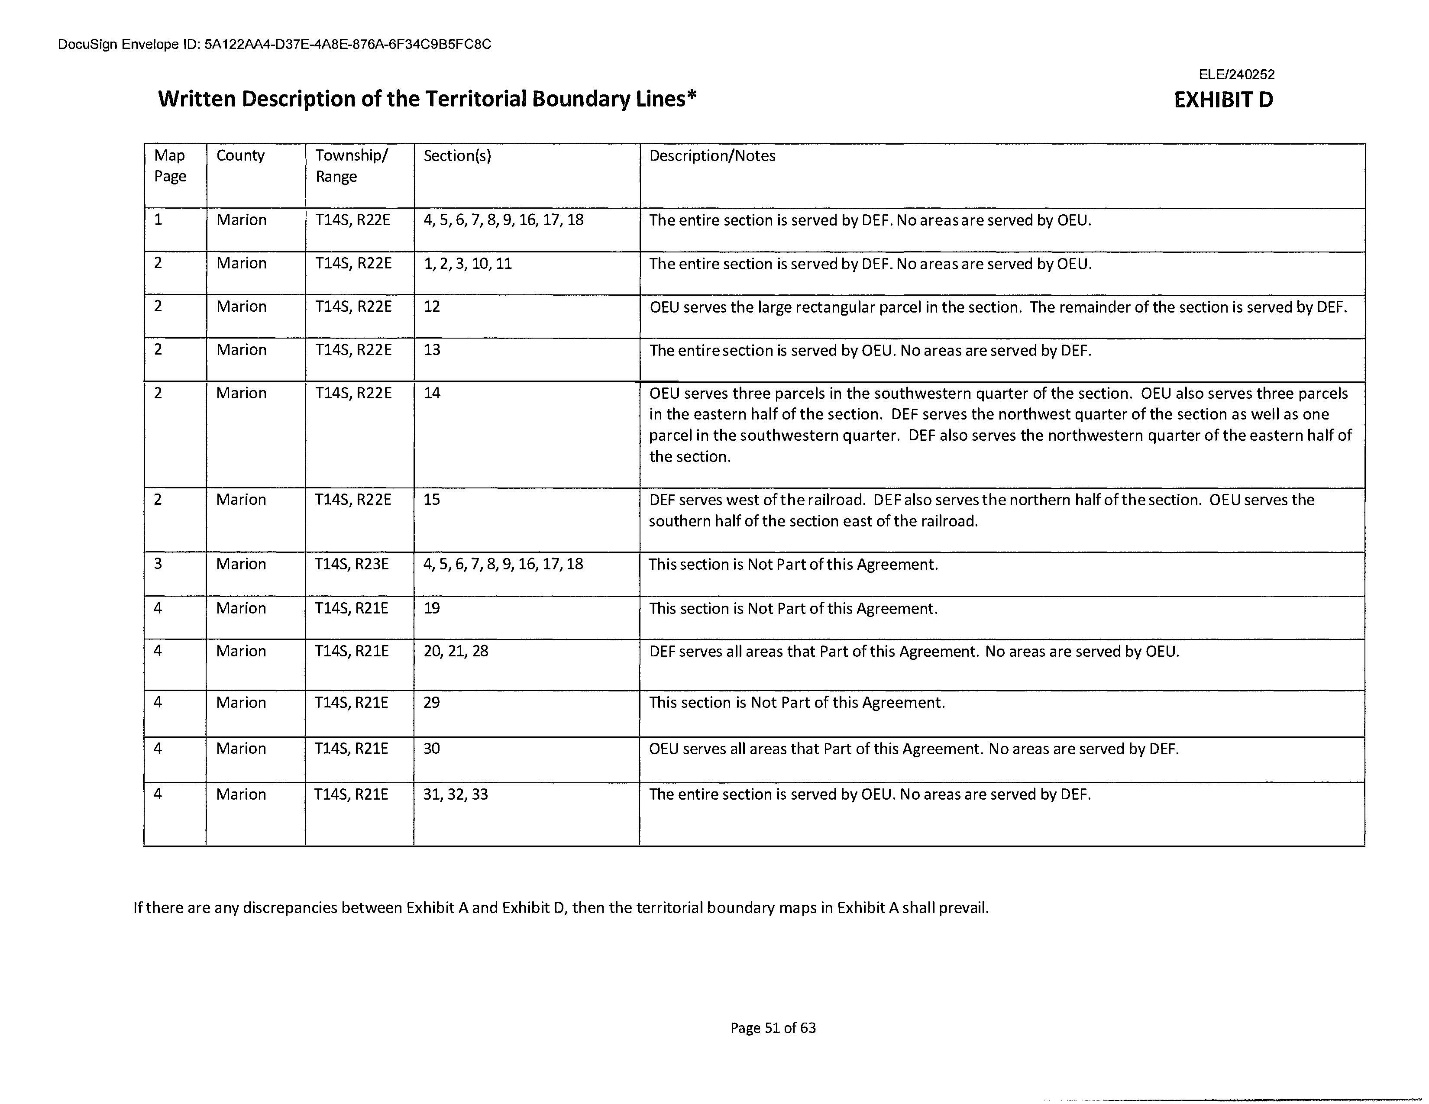 DocuSign Envelope ID: 5A122AA4-D37E-4A8E-876A-6F34C9B5FC8C
ELE/240252
Written Description of the Territorial Boundary Lines*
EXHIBIT D
Map Page County Township/ Range Section(s) Description/Notes
1 Marion T14S, R22E 4, 5, 6, 7, 8, 9, 16, 17, 18 The entire section is served by DEF. No areas are served by OEU.
2 Marion T14S, R22E 1, 2, 3, 10, 11 The entire section is served by DEF. No areas are served by OEU.
2 Marion T14S, R22E 12 OEU serves the large rectangular parcel in the section. The remainder of the section is served by DEF.
2 Marion T14S, R22E 13 The entire section is served by OEU. No areas are served by DEF.
2 Marion T14S, R22E 14 OEU serves three parcels in the southwestern quarter of the section. OEU also serves three parcels
in the eastern half of the section. DEF serves the northwest quarter of the section as well as one
parcel in the southwestern quarter. DEF also serves the northwestern quarter of the eastern half of
the section.
2 Marion T14S, R22E 15 DEF serves west of the railroad. DEF also serves the northern half of the section. OEU serves the
southern half of the section east of the railroad.
3 Marion T14S, R23E 4, 5, 6, 7, 8, 9, 16, 17, 18 This section is Not Part of this Agreement.
4 Marion T14S, R21E 19 This section is Not Part of this Agreement.
4 Marion T14S, R21E 20, 21, 28 DEF serves all areas that Part of this Agreement. No areas are served by OEU.
4 Marion T14S, R21E 29 This section is Not Part of this Agreement.
4 Marion T14S, R21E 30 OEU serves all areas that Part of this Agreement. No areas are served by DEF.
4 Marion T14S, R21E 31, 32, 33 The entire section is served by OEU. No areas are served by DEF.
If there are any discrepancies between Exhibit A and Exhibit D, then the territorial boundary maps in Exhibit A shall prevail.
Page 51 of 63